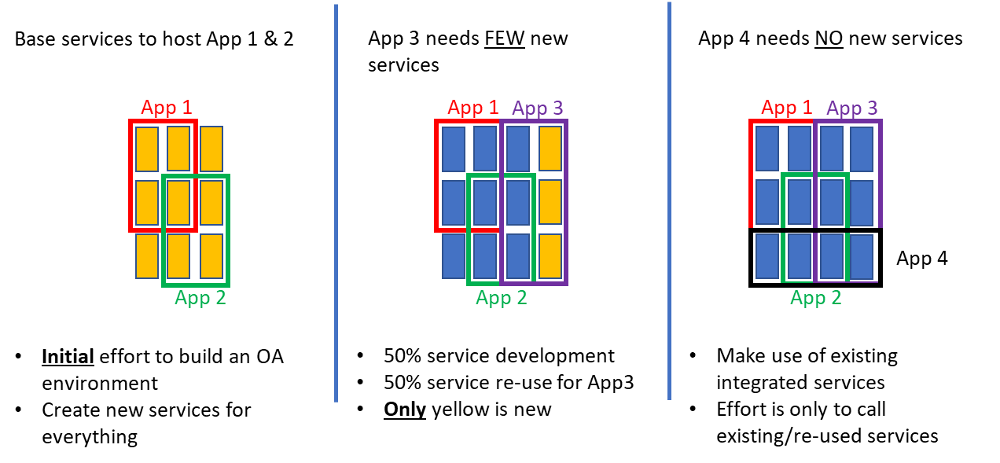 Base services to host App 1 & 2
App 1
App 2
• Initial effort to build an OA
environment
• Create new services for
everything
App 3 needs FEW new
services
App 1 App 3
App 2
• 50% service development
• 50% service re-use for App3
• Only yellow is new
App 4 needs NO new services
App 1 App 3
App 4
App 2
• Make use of existing
integrated services
• Effort is only to call
existing/re-used services